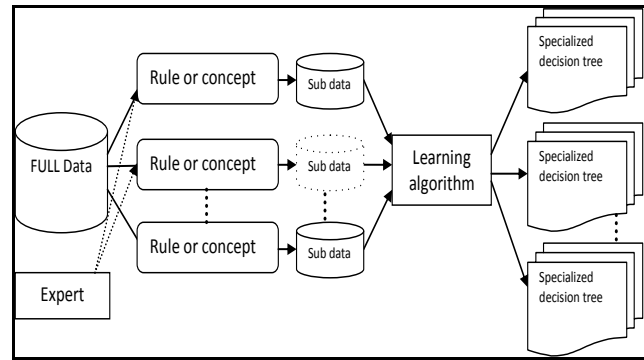 FULL Data
Expert
Rule or concept
Rule or concept
Rule or concept
Sub data
Sub data
Sub data
Learning
algorithm
Specialized
decision tree
Specialized
decision tree
Specialized
decision tree